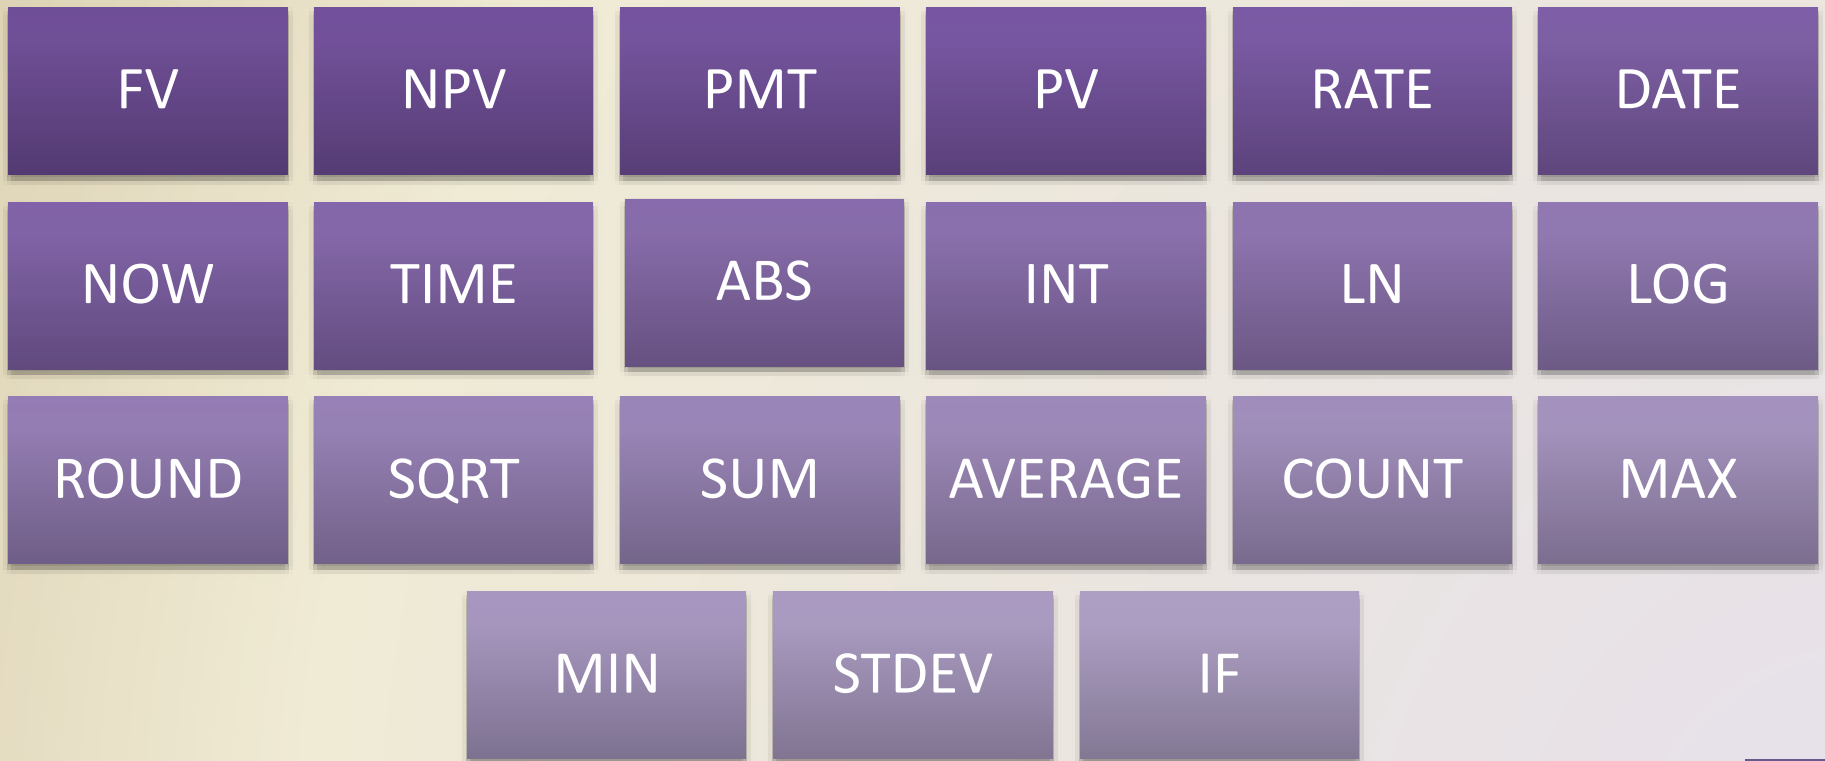 FV NPV PMT PV RATE DATE
NOW TIME ABS INT LN LOG
ROUND SQRT SUM AVERAGE COUNT MAX
MIN STDEV IF